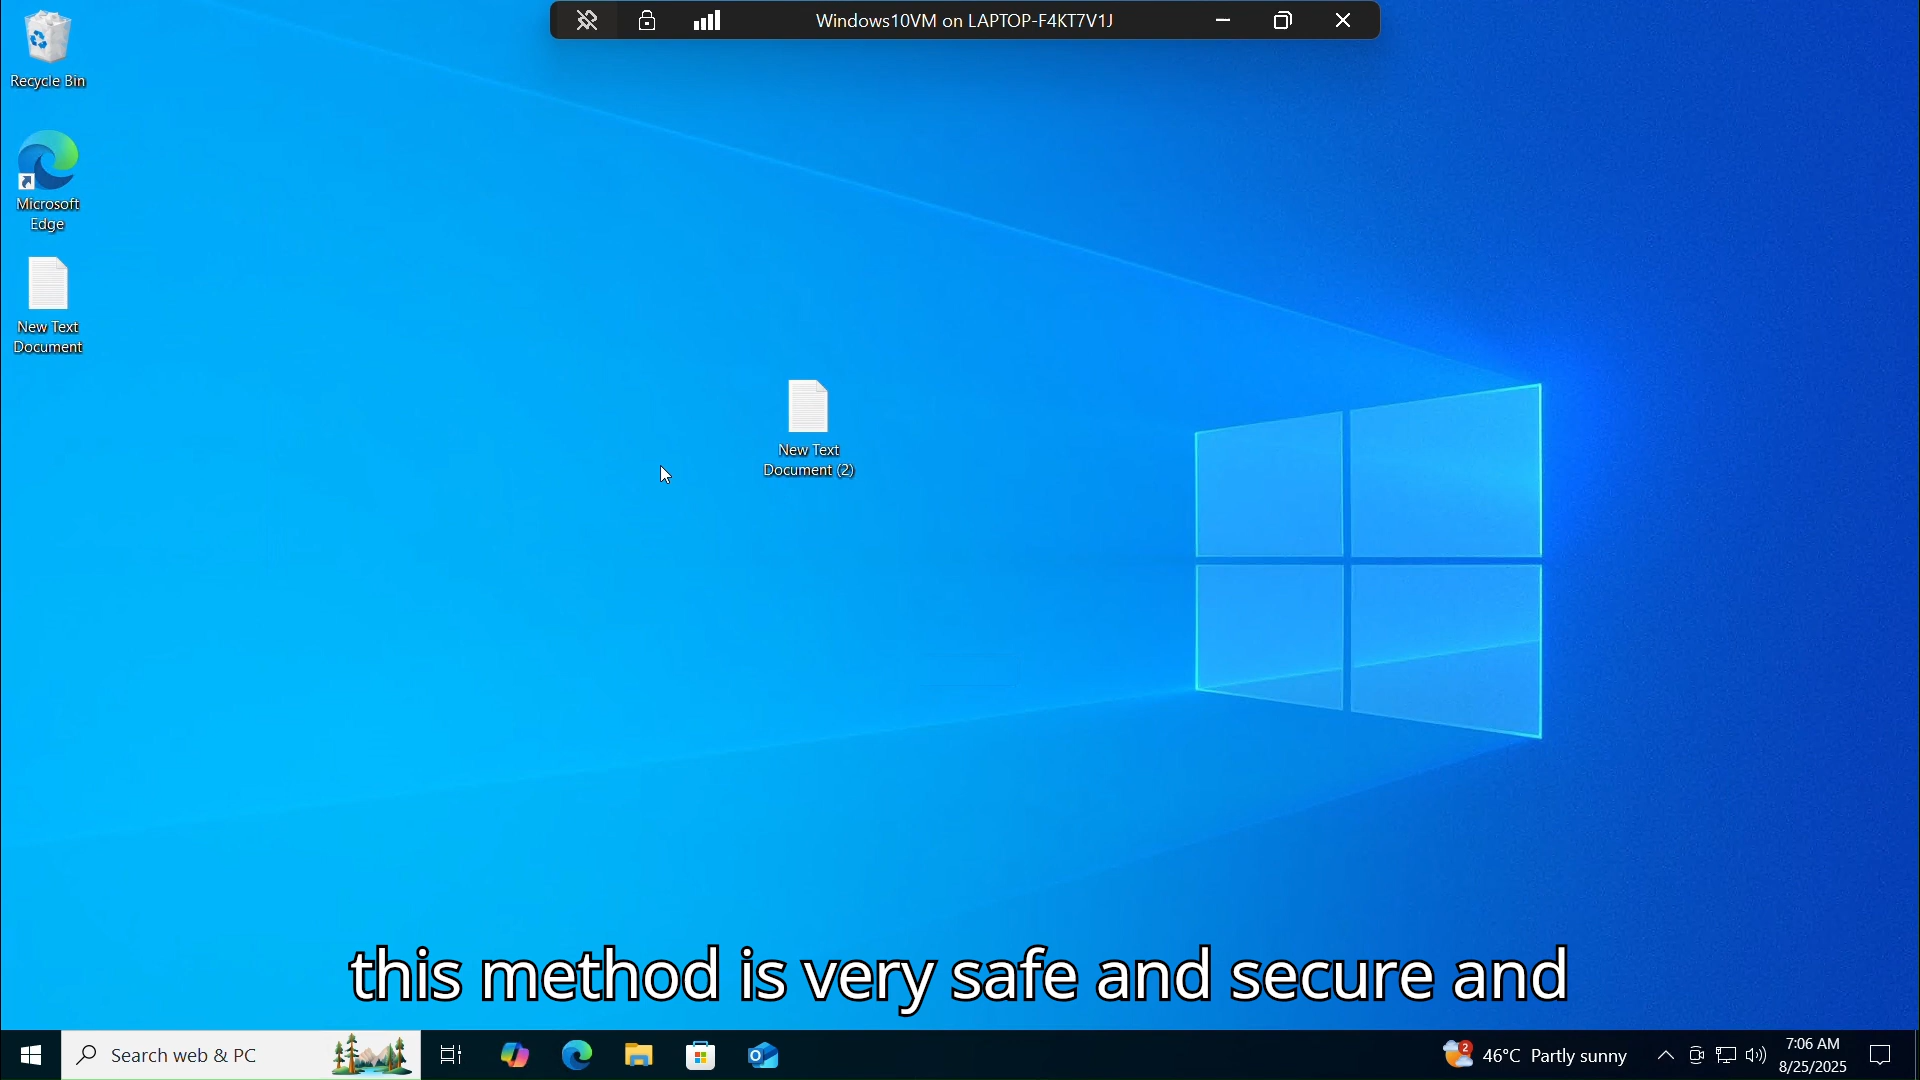 Windows10VM on LAPTOP-F4KT7V1J
Recycle Bin
Microsoft
Edge
New Text
Document
New Text
Document (2)
this method is very safe and secure and
Search web & PC
2
46°C Partly sunny
7:06 AM
8/25/2025